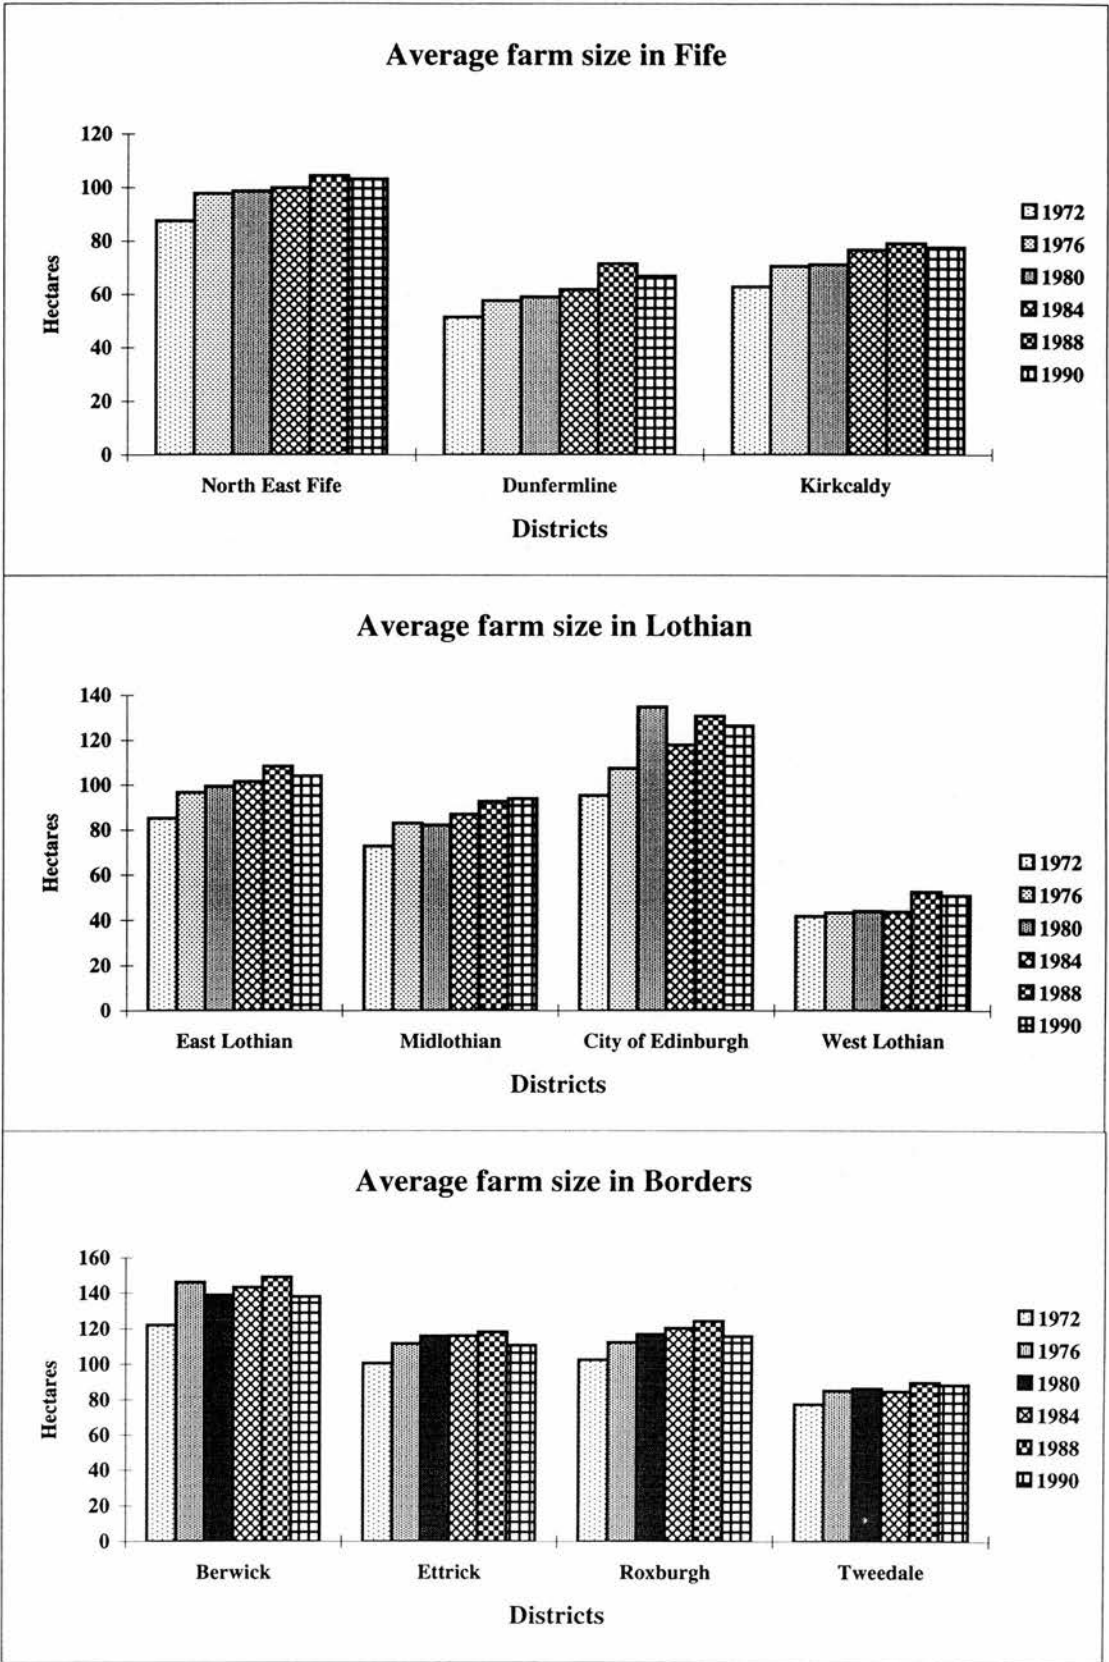 Average farm size in Fife
120
100
80
60
40
20
0
Hectares
North East Fife
Dunfermline
Kirkcaldy
Districts
1972
1976
1980
1984
1988
1990
Average farm size in Lothian
140
120
100
80
60
40
20
0
Hectares
East Lothian
Midlothian
City of Edinburgh
West Lothian
Districts
1972
1976
1980
1984
1988
1990
Average farm size in Borders
160
140
120
100
80
60
40
20
0
Hectares
Berwick
Ettrick
Roxburgh
Tweedale
Districts
1972
1976
1980
1984
1988
1990